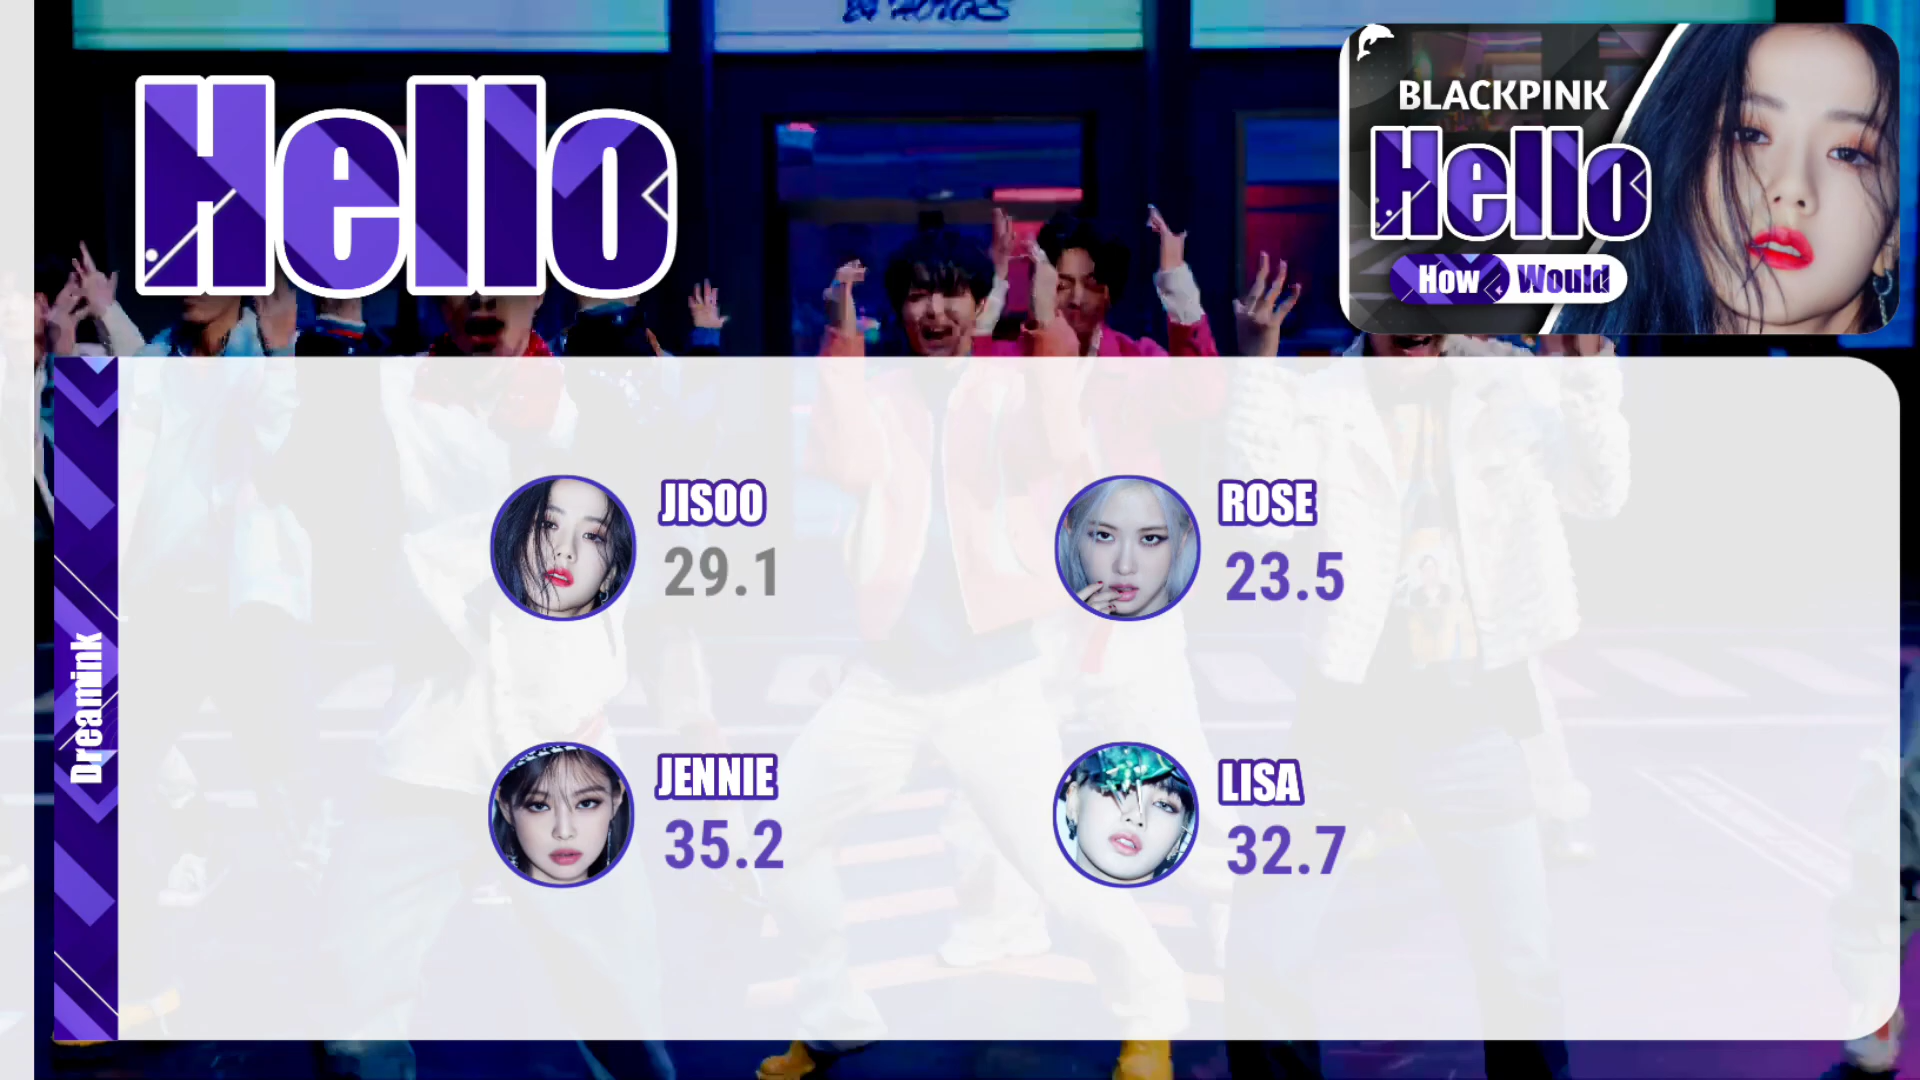 Hello
BLACKPINK
Hello
How Would
JISOO
29.1
ROSE
23.5
JENNIE
35.2
LISA
32.7
Dreamink